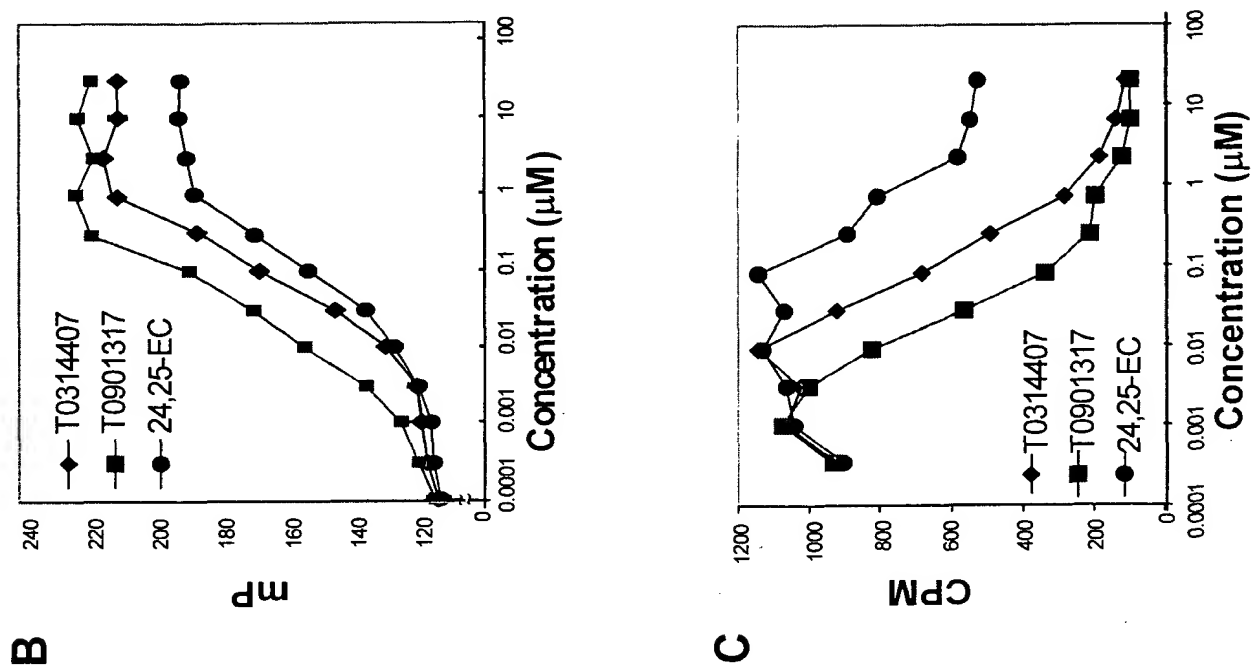 B
mP
240
220
200
180
160
140
120
0
0.0001
0.001
0.01
0.1
1
10
100
Concentration (μM)
T0314407
T0901317
24,25-EC
C
CPM
1200
1000
800
600
400
200
0
0.0001
0.001
0.01
0.1
1
10
100
Concentration (μM)
T0314407
T0901317
24,25-EC